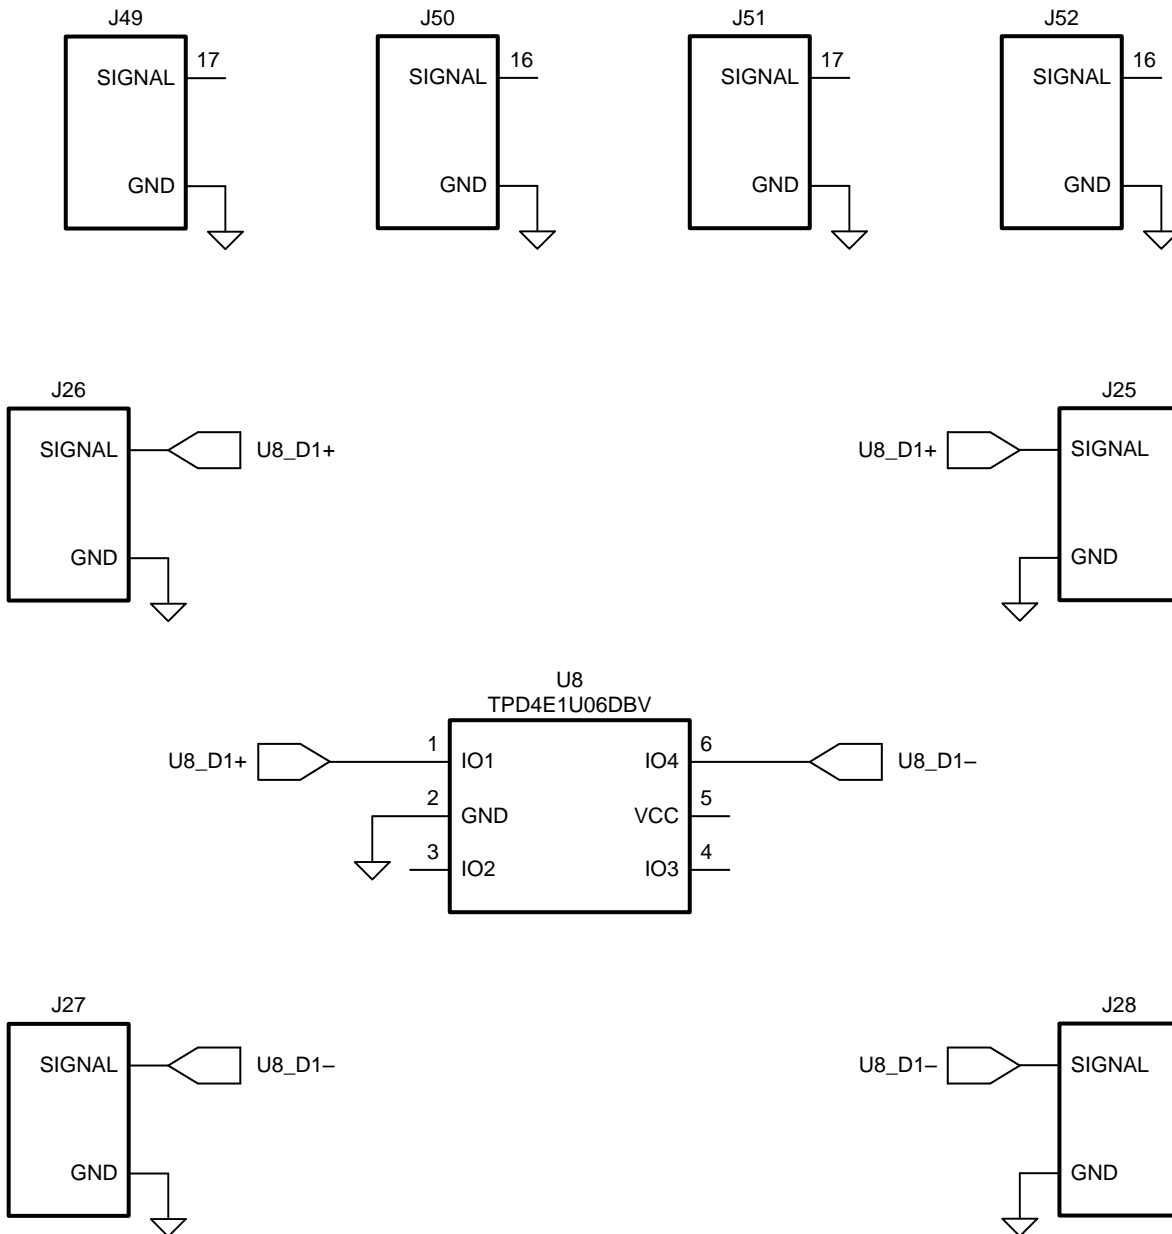 J49
J50
J51
J52
17
SIGNAL
GND
16
SIGNAL
GND
17
SIGNAL
GND
16
SIGNAL
GND
J26
SIGNAL
U8_D1+
GND
J25
U8_D1+
SIGNAL
GND
U8
TPD4E1U06DBV
U8_D1+
1
IO1
2
GND
3
IO2
6
IO4
U8_D1–
5
VCC
4
IO3
J27
SIGNAL
U8_D1–
GND
J28
U8_D1–
SIGNAL
GND